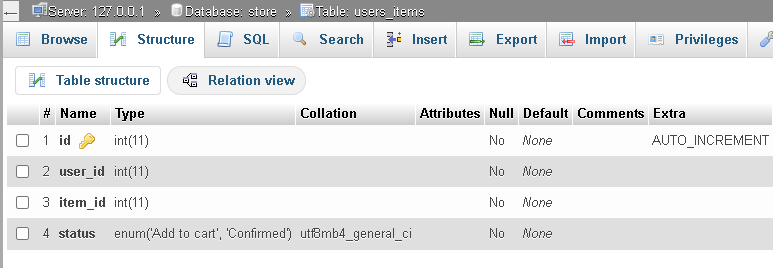 Server: 127.0.0.1 » Database: store » Table: users_items
Browse Structure SQL Search Insert Export Import Privileges
Table structure Relation view
# Name Type Collation Attributes Null Default Comments Extra
1 id int(11) No None AUTO_INCREMENT
2 user_id int(11) No None
3 item_id int(11) No None
4 status enum('Add to cart', 'Confirmed') utf8mb4_general_ci No None